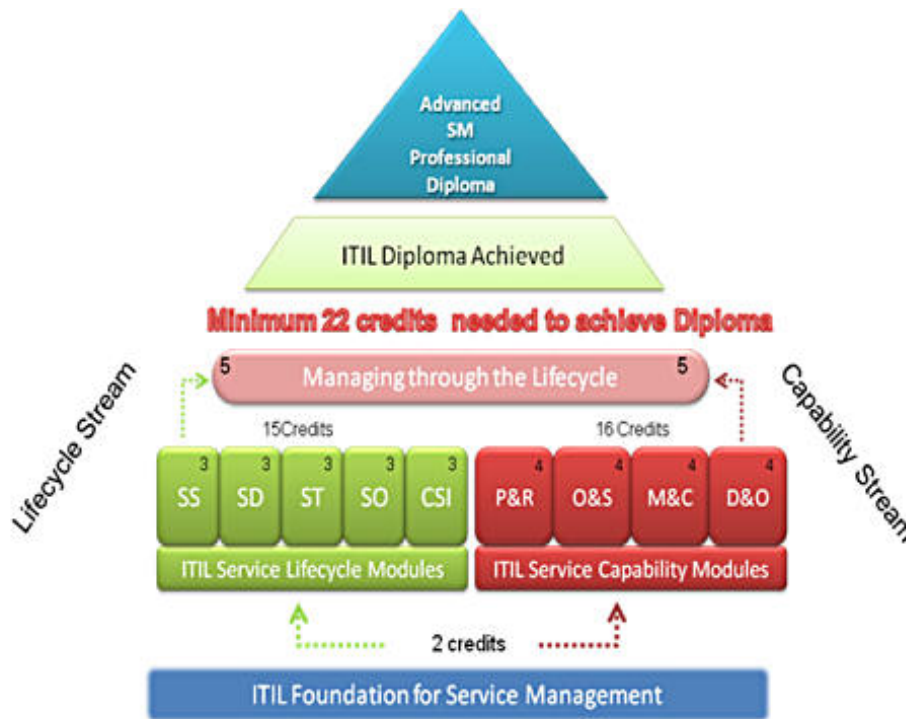 Advanced
SM
Professional
Diploma
ITIL Diploma Achieved
Minimum 22 credits needed to achieve Diploma
5 Managing through the Lifecycle 5
Lifecycle Stream
Capability Stream
15Credits
16 Credits
3 3 3 3 3 4 4 4 4
SS SD ST SO CSI P&R O&S M&C D&O
ITIL Service Lifecycle Modules
ITIL Service Capability Modules
2 credits
ITIL Foundation for Service Management